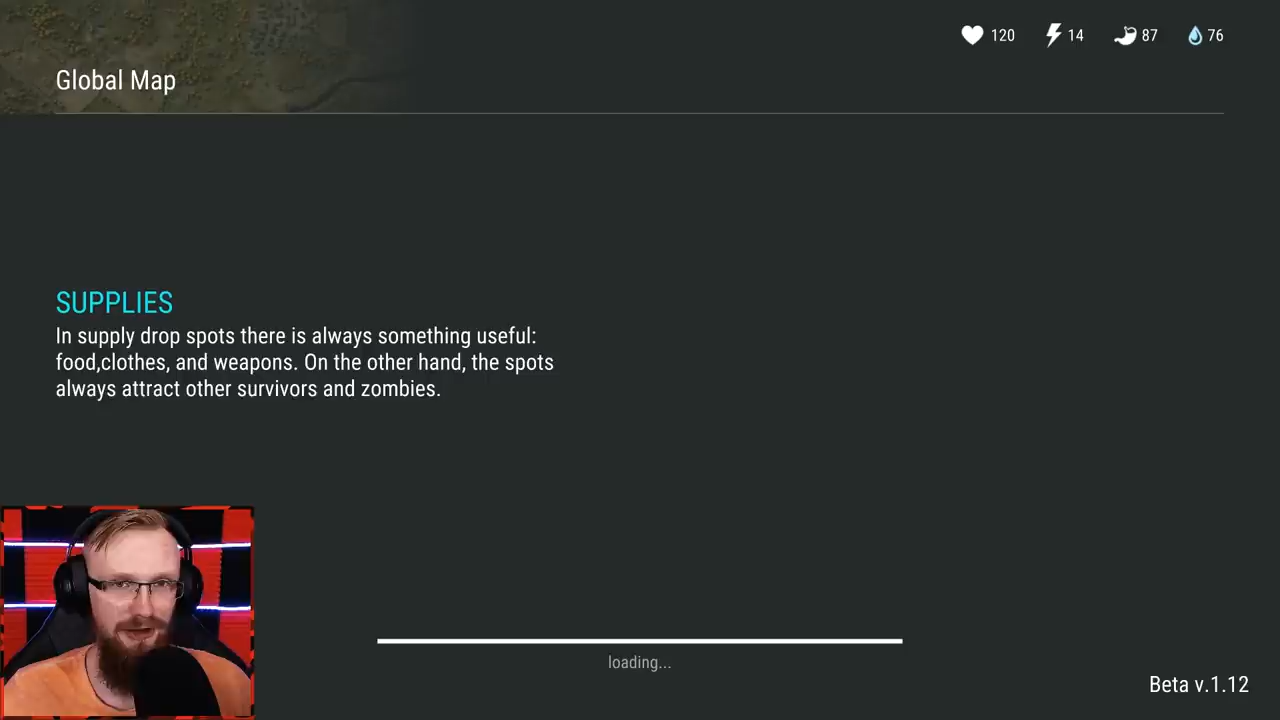 120 14 87 76
Global Map
SUPPLIES
In supply drop spots there is always something useful:
food,clothes, and weapons. On the other hand, the spots
always attract other survivors and zombies.
loading...
Beta v.1.12